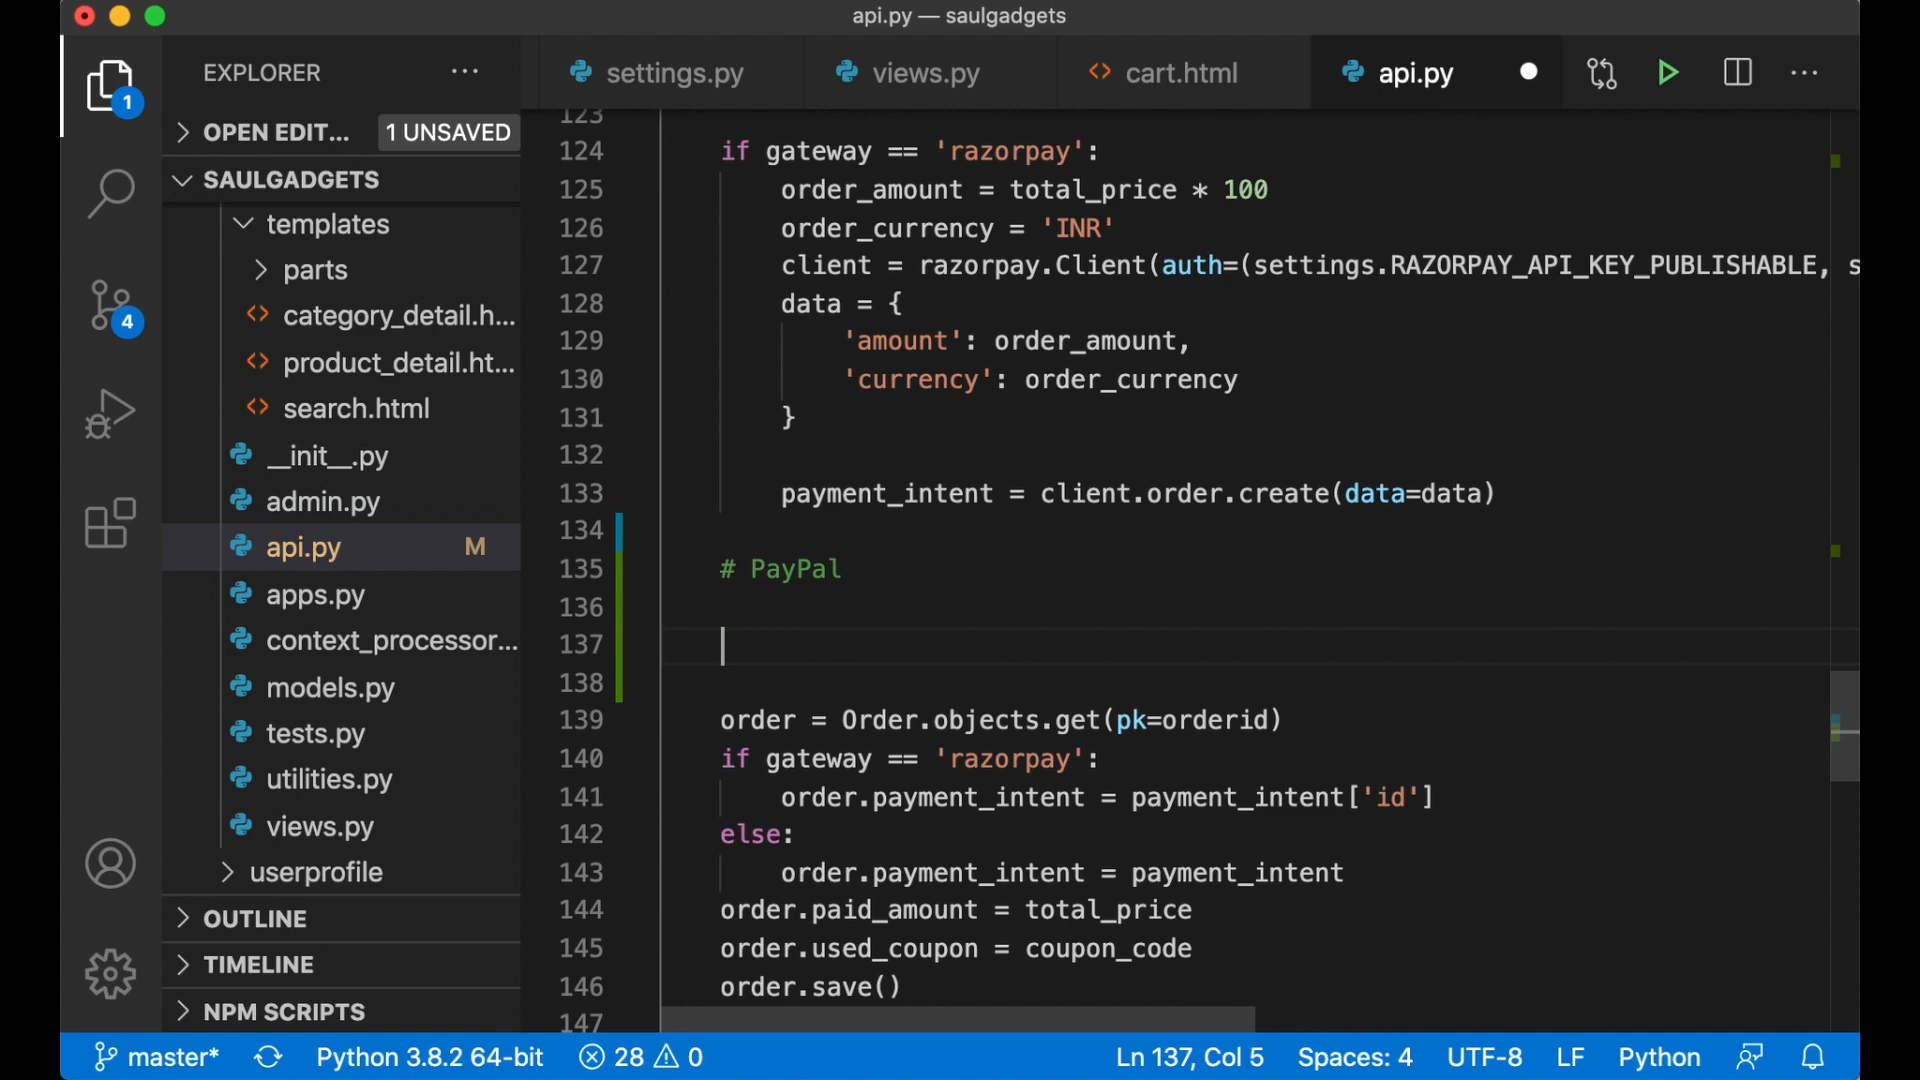 api.py — saulgadgets
EXPLORER
settings.py
views.py
cart.html
api.py
1
OPEN EDIT...
1 UNSAVED
SAULGADGETS
templates
parts
category_detail.h...
product_detail.ht...
search.html
__init__.py
admin.py
api.py M
apps.py
context_processor...
models.py
tests.py
utilities.py
views.py
userprofile
OUTLINE
TIMELINE
NPM SCRIPTS
4
123
124 if gateway == 'razorpay':
125 order_amount = total_price * 100
126 order_currency = 'INR'
127 client = razorpay.Client(auth=(settings.RAZORPAY_API_KEY_PUBLISHABLE, s
128 data = {
129 'amount': order_amount,
130 'currency': order_currency
131 }
132
133 payment_intent = client.order.create(data=data)
134
135 # PayPal
136
137
138
139 order = Order.objects.get(pk=orderid)
140 if gateway == 'razorpay':
141 order.payment_intent = payment_intent['id']
142 else:
143 order.payment_intent = payment_intent
144 order.paid_amount = total_price
145 order.used_coupon = coupon_code
146 order.save()
147
master* Python 3.8.2 64-bit 28 0 Ln 137, Col 5 Spaces: 4 UTF-8 LF Python